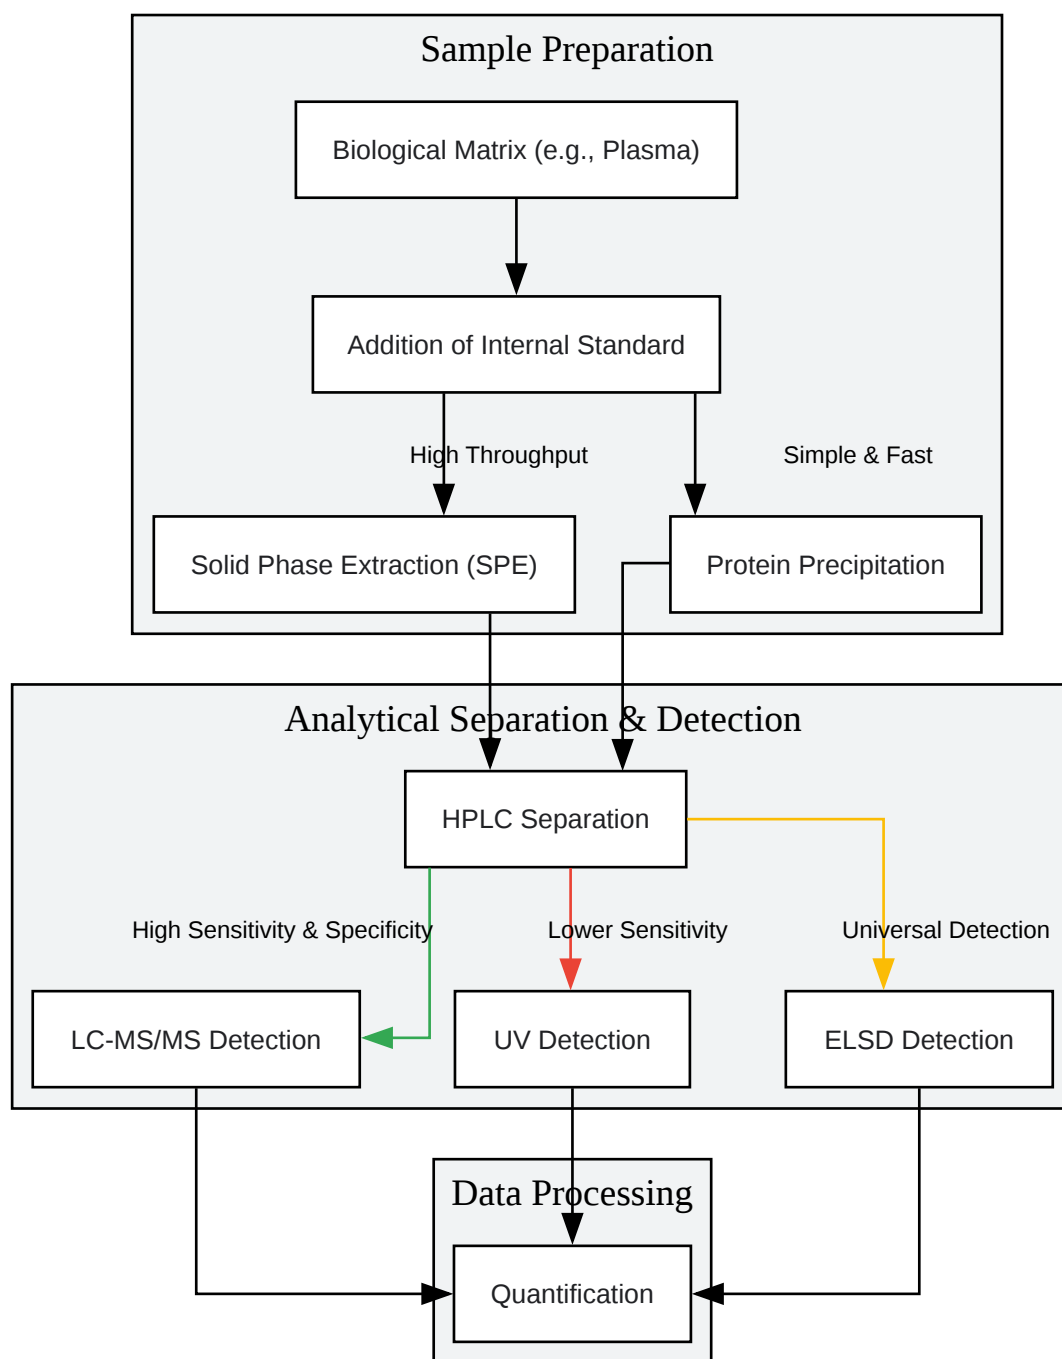 Sample Preparation
Biological Matrix (e.g., Plasma)
Addition of Internal Standard
High Throughput
Simple & Fast
Solid Phase Extraction (SPE)
Protein Precipitation
Analytical Separation & Detection
HPLC Separation
High Sensitivity & Specificity
Lower Sensitivity
Universal Detection
LC-MS/MS Detection
UV Detection
ELSD Detection
Data Processing
Quantification